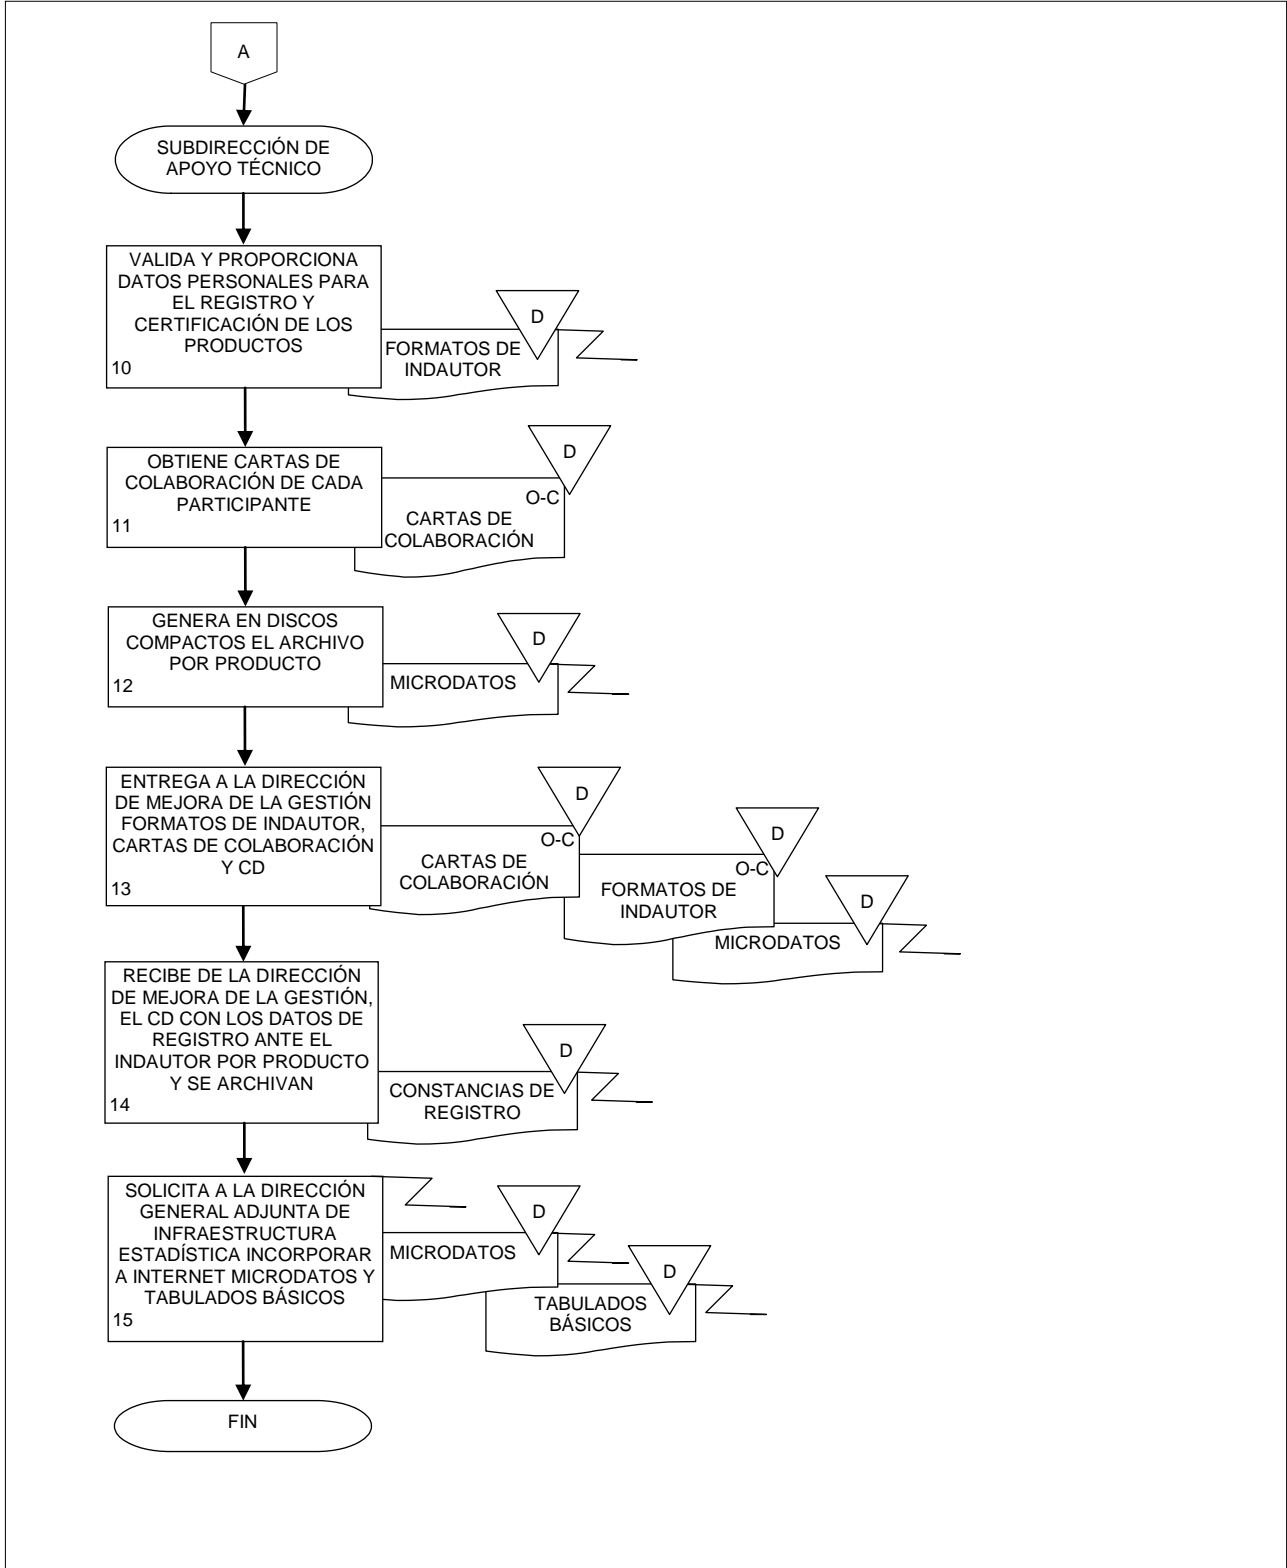 A
SUBDIRECCIÓN DE
APOYO TÉCNICO
VALIDA Y PROPORCIONA
DATOS PERSONALES PARA
EL REGISTRO Y
CERTIFICACIÓN DE LOS
PRODUCTOS
10
D
FORMATOS DE
INDAUTOR
OBTIENE CARTAS DE
COLABORACIÓN DE CADA
PARTICIPANTE
11
D
O-C
CARTAS DE
COLABORACIÓN
GENERA EN DISCOS
COMPACTOS EL ARCHIVO
POR PRODUCTO
12
D
MICRODATOS
ENTREGA A LA DIRECCIÓN
DE MEJORA DE LA GESTIÓN
FORMATOS DE INDAUTOR,
CARTAS DE COLABORACIÓN
Y CD
13
D
O-C
CARTAS DE
COLABORACIÓN
D
O-C
FORMATOS DE
INDAUTOR
D
MICRODATOS
RECIBE DE LA DIRECCIÓN
DE MEJORA DE LA GESTIÓN,
EL CD CON LOS DATOS DE
REGISTRO ANTE EL
INDAUTOR POR PRODUCTO
Y SE ARCHIVAN
14
D
CONSTANCIAS DE
REGISTRO
SOLICITA A LA DIRECCIÓN
GENERAL ADJUNTA DE
INFRAESTRUCTURA
ESTADÍSTICA INCORPORAR
A INTERNET MICRODATOS Y
TABULADOS BÁSICOS
15
D
MICRODATOS
D
TABULADOS
BÁSICOS
FIN